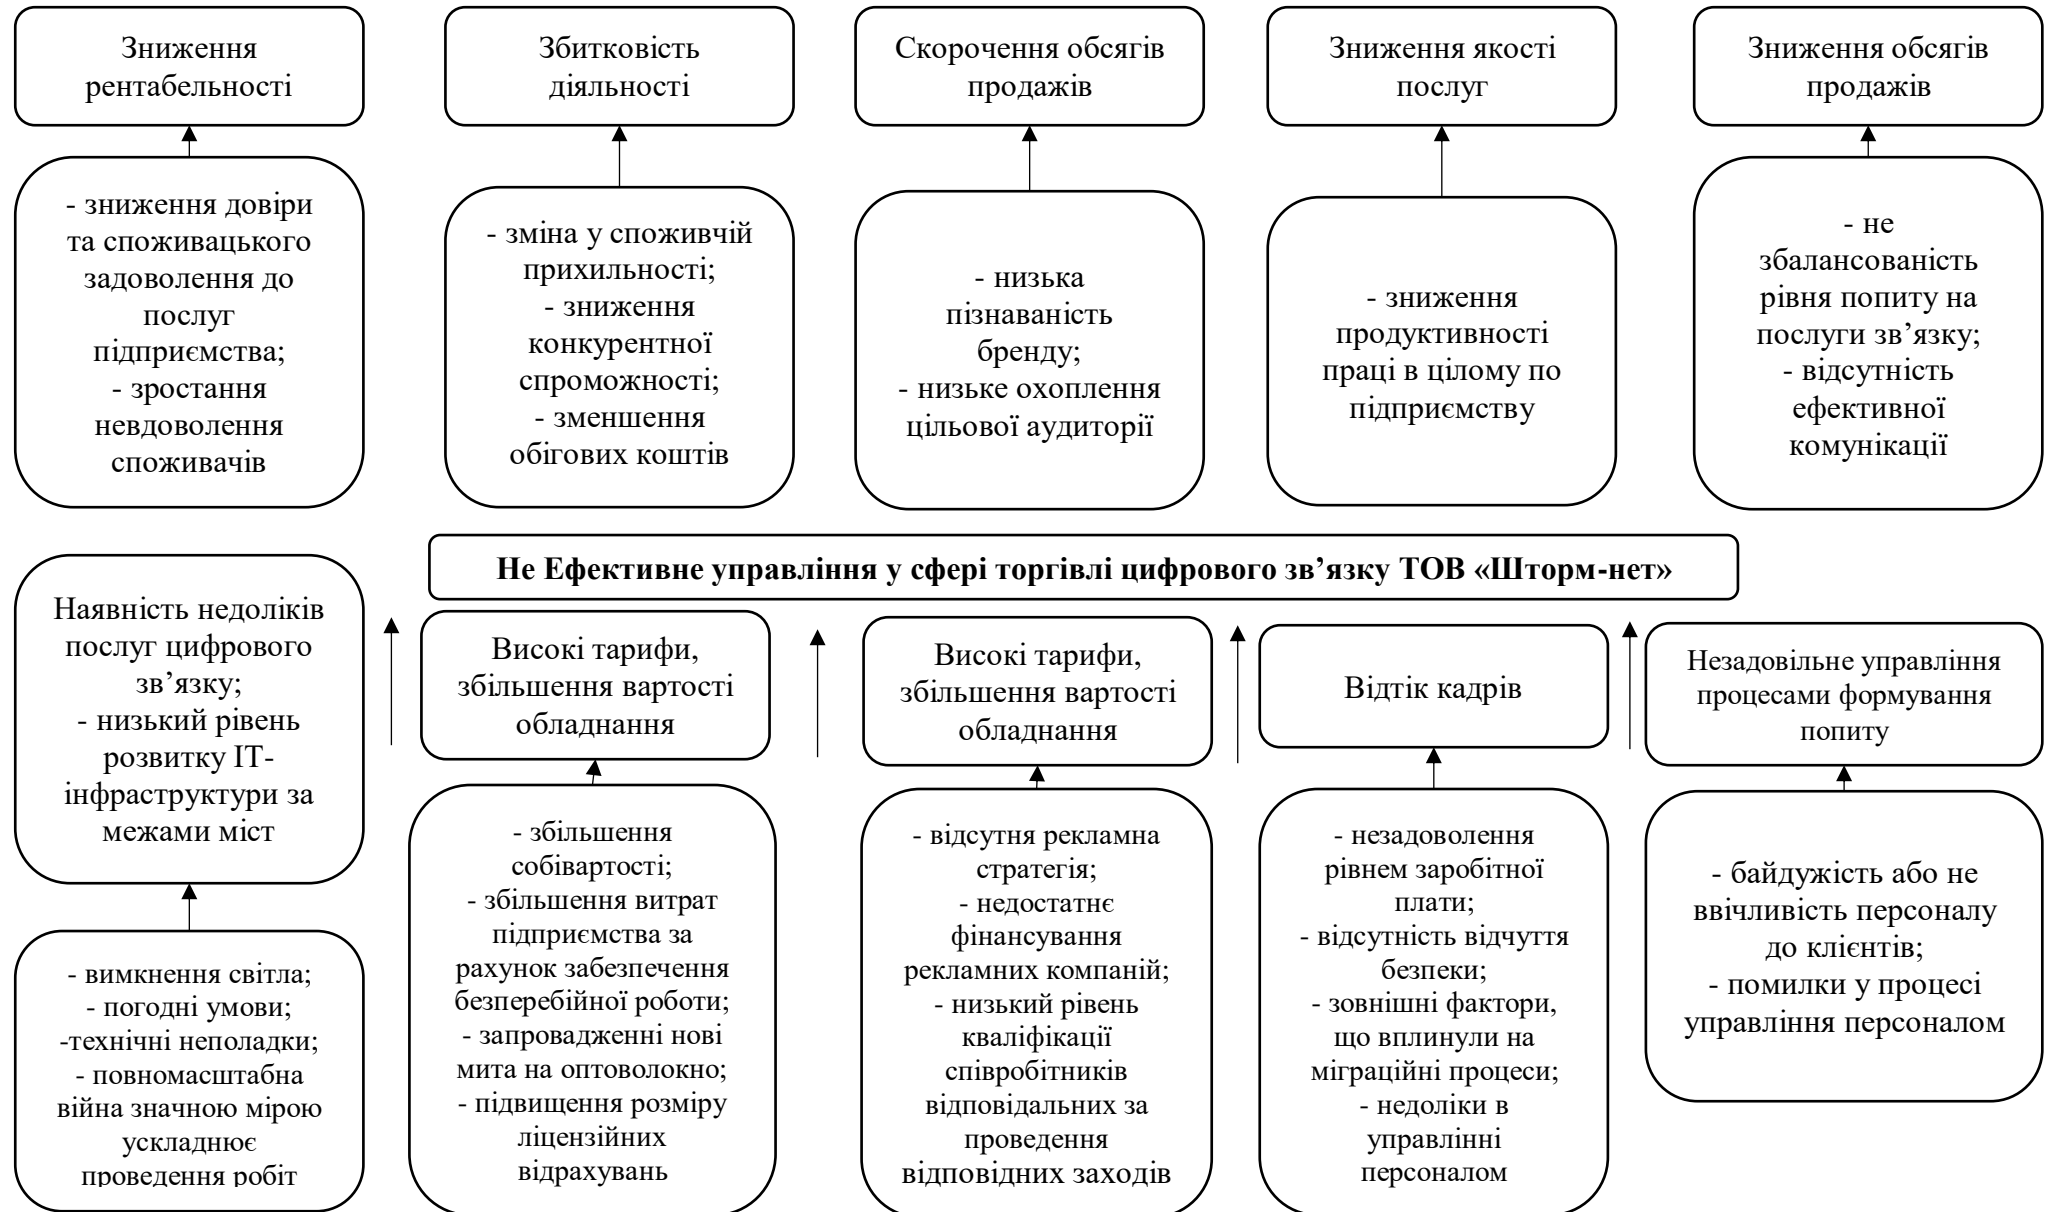 Зниження
рентабельності
Збитковість
діяльності
Скорочення обсягів
продажів
Зниження якості
послуг
Зниження обсягів
продажів
- зниження довіри
та споживацького
задоволення до
послуг
підприємства;
- зростання
невдоволення
споживачів
- зміна у споживчій
прихильності;
- зниження
конкурентної
спроможності;
- зменшення
обігових коштів
- низька
пізнаваність
бренду;
- низьке охоплення
цільової аудиторії
- зниження
продуктивності
праці в цілому по
підприємству
- не
збалансованість
рівня попиту на
послуги зв’язку;
- відсутність
ефективної
комунікації
Не Ефективне управління у сфері торгівлі цифрового зв’язку ТОВ «Шторм-нет»
Наявність недоліків
послуг цифрового
зв’язку;
- низький рівень
розвитку ІТ-
інфраструктури за
межами міст
Високі тарифи,
збільшення вартості
обладнання
Високі тарифи,
збільшення вартості
обладнання
Відтік кадрів
Незадовільне управління
процесами формування
попиту
- вимкнення світла;
- погодні умови;
-технічні неполадки;
- повномасштабна
війна значною мірою
ускладнює
проведення робіт
- збільшення
собівартості;
- збільшення витрат
підприємства за
рахунок забезпечення
безперебійної роботи;
- запровадженні нові
мита на оптоволокно;
- підвищення розміру
ліцензійних
відрахувань
- відсутня рекламна
стратегія;
- недостатнє
фінансування
рекламних компаній;
- низький рівень
кваліфікації
співробітників
відповідальних за
проведення
відповідних заходів
- незадоволення
рівнем заробітної
плати;
- відсутність відчуття
безпеки;
- зовнішні фактори,
що вплинули на
міграційні процеси;
- недоліки в
управлінні
персоналом
- байдужість або не
ввічливість персоналу
до клієнтів;
- помилки у процесі
управління персоналом